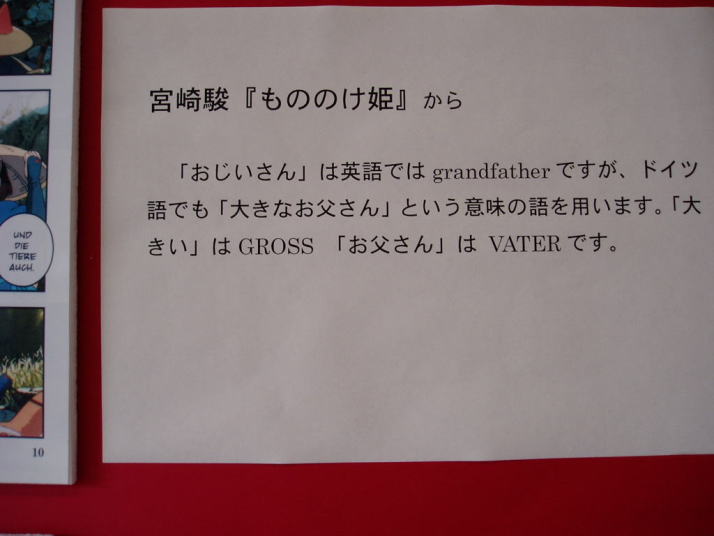 宮崎駿『もののけ姫』から
「おじいさん」は英語では grandfather ですが、ドイツ
語でも「大きなお父さん」という意味の語を用います。「大
きい」は GROSS 「お父さん」は VATER です。
UND
DIE
TIERE
AUCH.
10